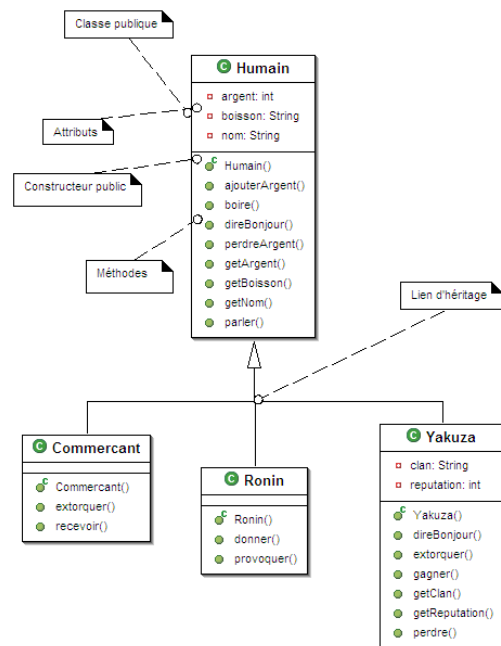 Classe publique
C Humain
argent: int
boisson: String
nom: String
Attributs
Constructeur public
c Humain()
ajouterArgent()
boire()
direBonjour()
perdreArgent()
getArgent()
getBoisson()
getNom()
parler()
Méthodes
Lien d'héritage
C Commercant
c Commercant()
extorquer()
recevoir()
C Ronin
c Ronin()
donner()
provoquer()
C Yakuza
clan: String
reputation: int
c Yakuza()
direBonjour()
extorquer()
gagner()
getClan()
getReputation()
perdre()